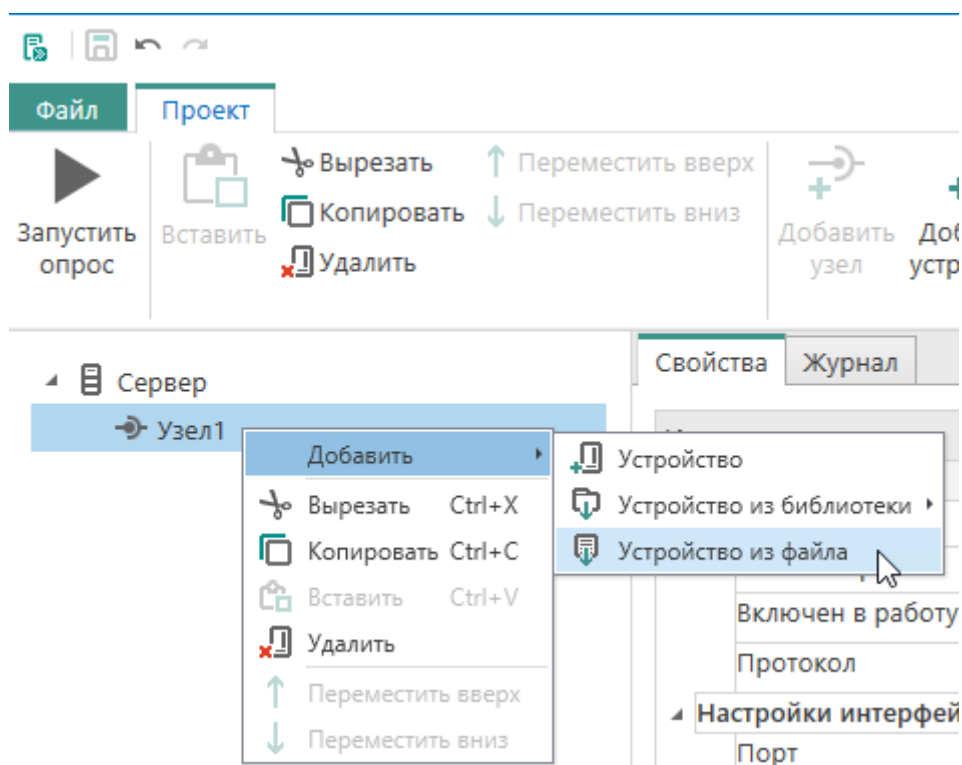 Файл
Проект
Запустить опрос
Вставить
Вырезать
Копировать
Удалить
Переместить вверх
Переместить вниз
Добавить узел
Сервер
Узел1
Добавить
Вырезать Ctrl+X
Копировать Ctrl+C
Вставить Ctrl+V
Удалить
Переместить вверх
Переместить вниз
Устройство
Устройство из библиотеки
Устройство из файла
Свойства
Журнал
Включен в работу
Протокол
Настройки
Порт